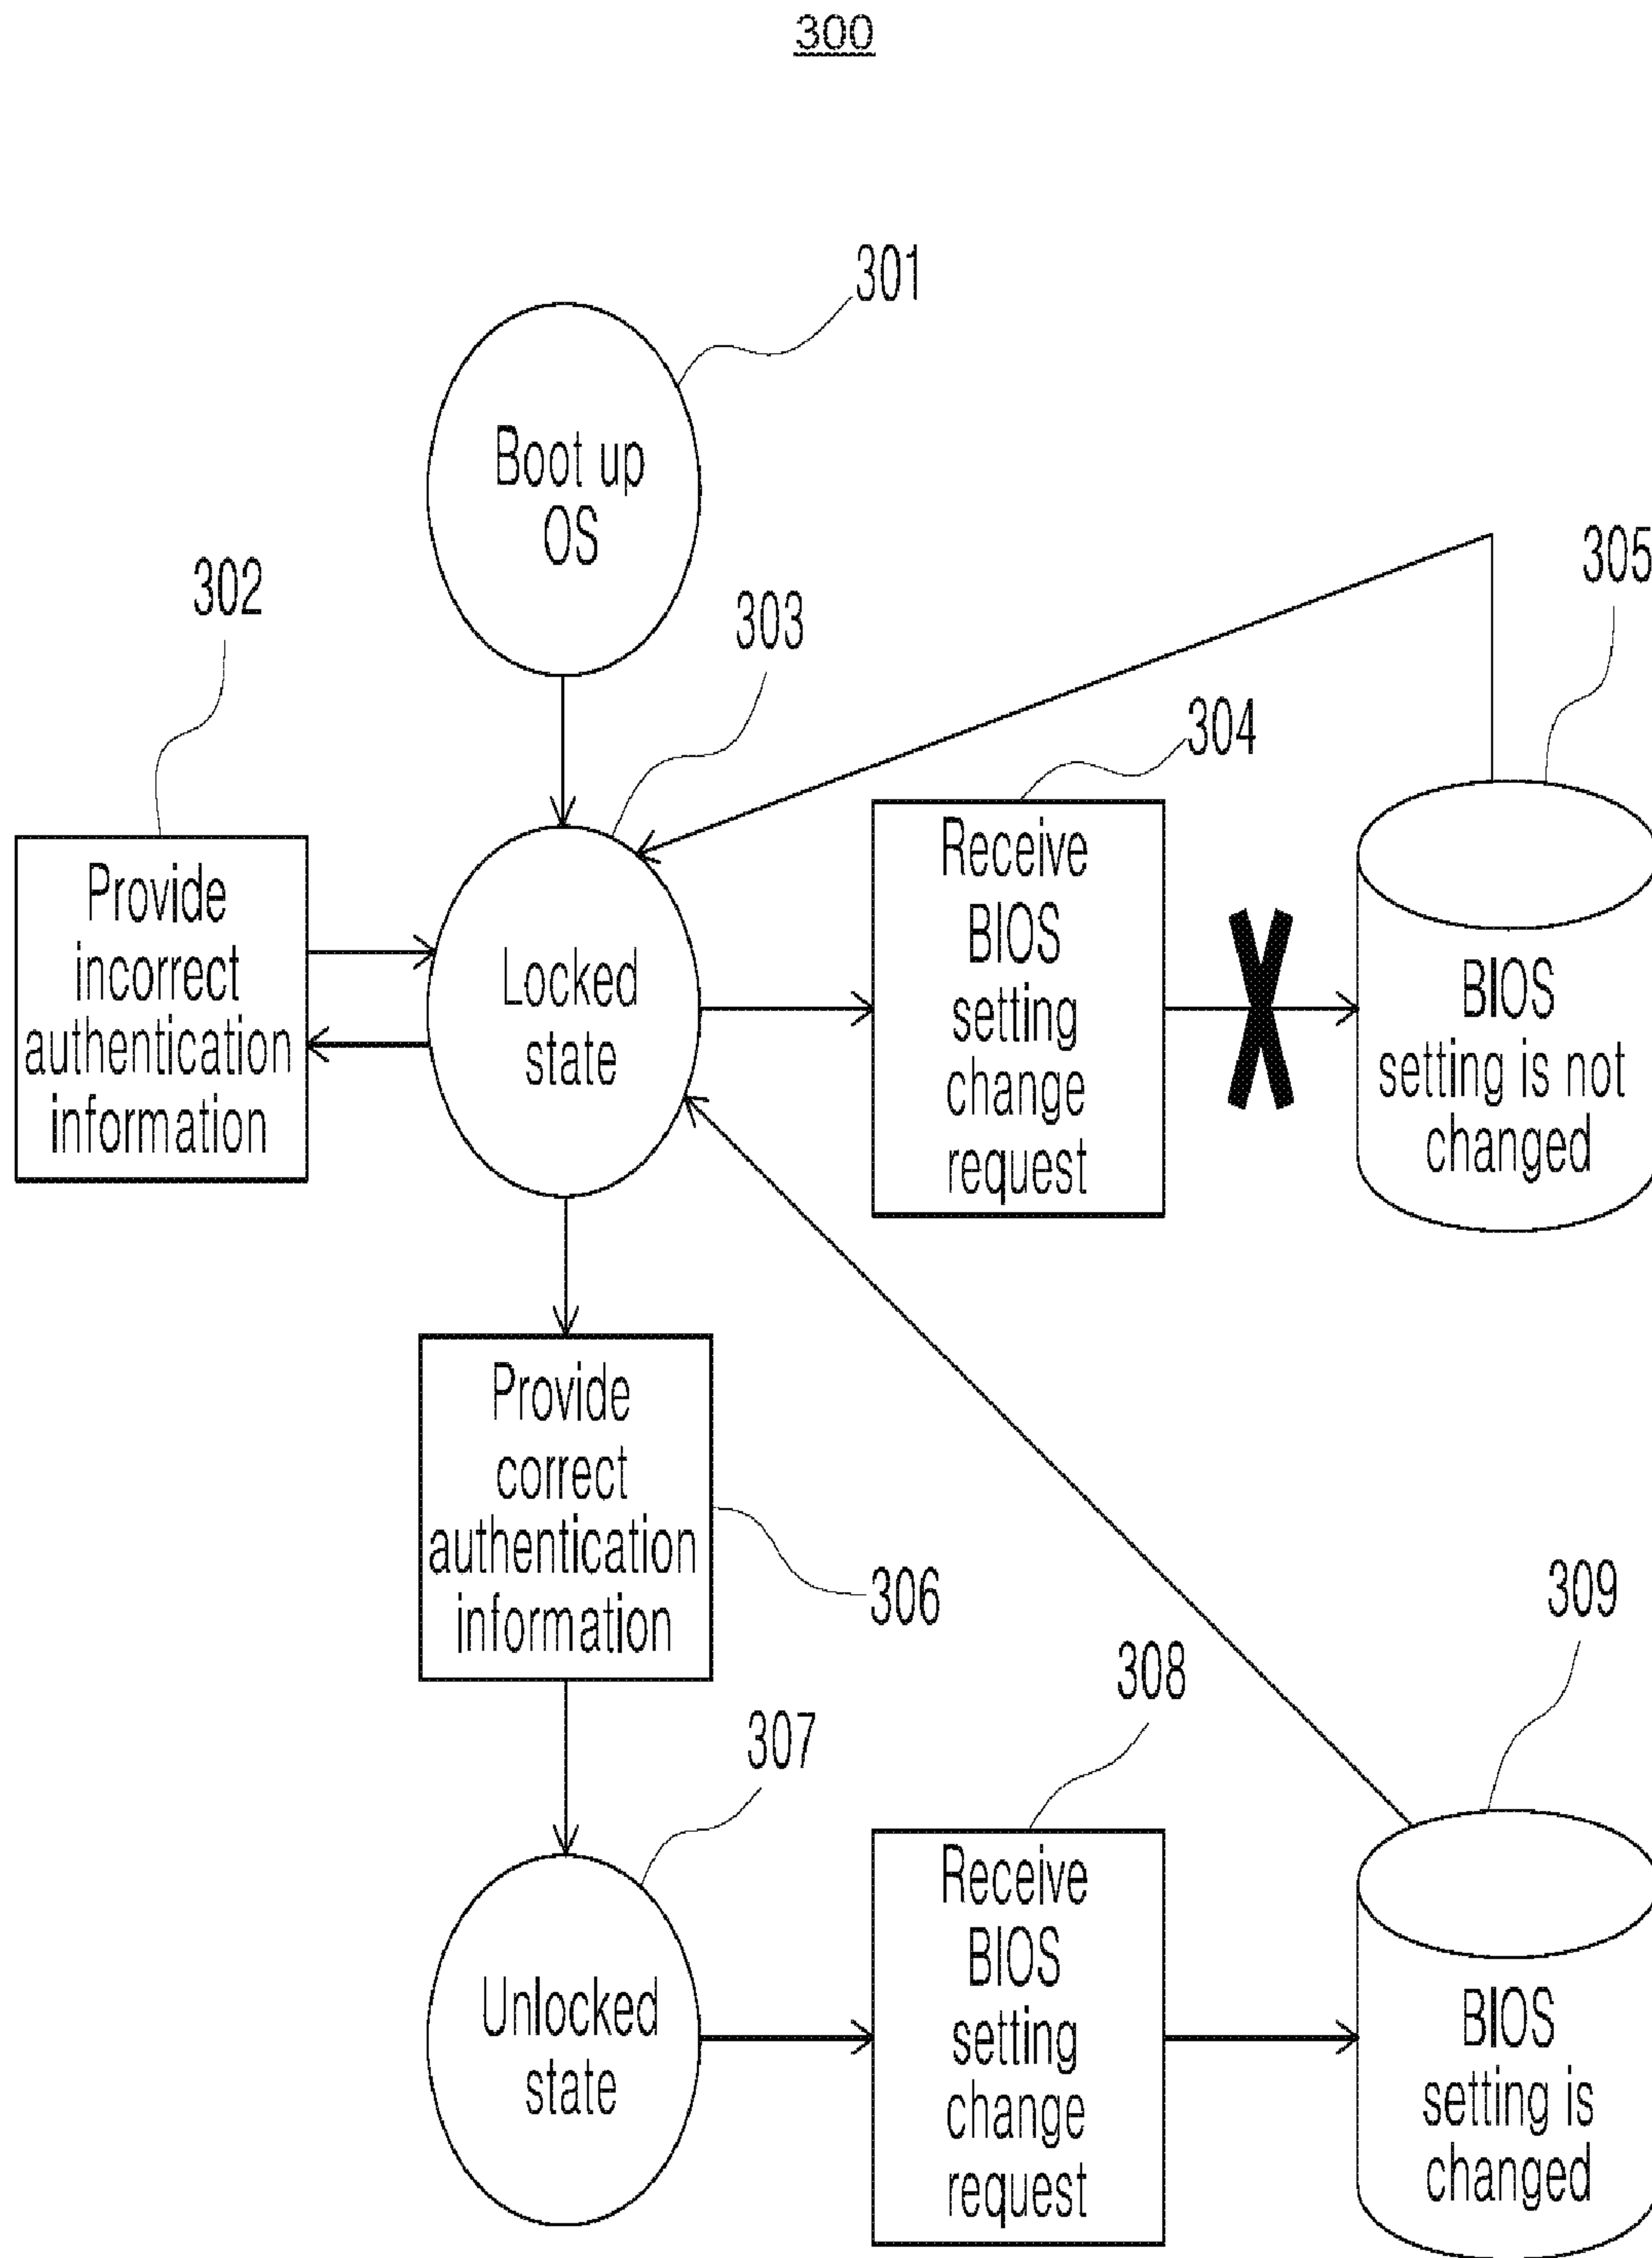 300
301
Boot up
OS
302
303
304
305
Provide
incorrect
authentication
information
Locked
state
Receive
BIOS
setting
change
request
BIOS
setting is not
changed
Provide
correct
authentication
information
306
307
308
309
Unlocked
state
Receive
BIOS
setting
change
request
BIOS
setting is
changed